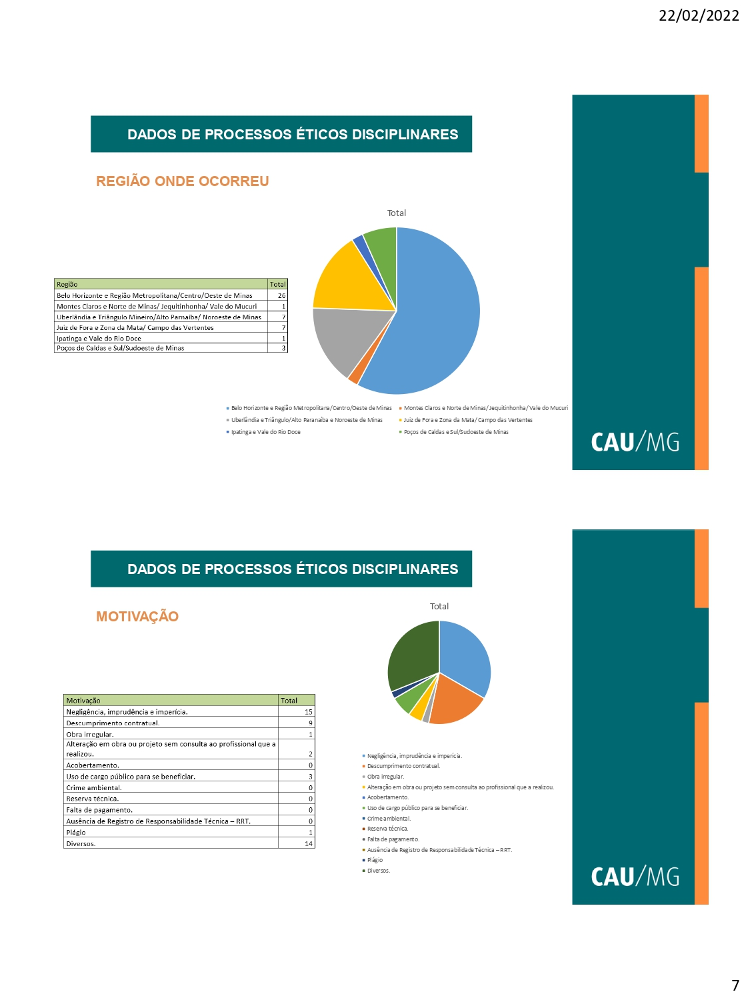 22/02/2022
DADOS DE PROCESSOS ÉTICOS DISCIPLINARES
REGIÃO ONDE OCORREU
Total
Região Total
Belo Horizonte e Região Metropolitana/Centro/Oeste de Minas 26
Montes Claros e Norte de Minas/ Jequitinhonha/ Vale do Mucuri 1
Uberlândia e Triângulo Mineiro/Alto Parnaíba/ Noroeste de Minas 7
Juiz de Fora e Zona da Mata/ Campo das Vertentes 7
Ipatinga e Vale do Rio Doce 1
Poços de Caldas e Sul/Sudoeste de Minas 3
Belo Horizonte e Região Metropolitana/Centro/Oeste de Minas Montes Claros e Norte de Minas/ Jequitinhonha/ Vale do Mucuri
Uberlândia e Triângulo/Alto Paranaíba e Noroeste de Minas Juiz de Fora e Zona da Mata/ Campo das Vertentes
Ipatinga e Vale do Rio Doce Poços de Caldas e Sul/Sudoeste de Minas
CAU/MG
DADOS DE PROCESSOS ÉTICOS DISCIPLINARES
MOTIVAÇÃO
Total
Motivação Total
Negligência, imprudência e imperícia. 15
Descumprimento contratual. 9
Obra irregular. 1
Alteração em obra ou projeto sem consulta ao profissional que a
realizou. 2
Acobertamento. 0
Uso de cargo público para se beneficiar. 3
Crime ambiental. 0
Reserva técnica. 0
Falta de pagamento. 0
Ausência de Registro de Responsabilidade Técnica – RRT. 0
Plágio 1
Diversos. 14
Negligência, imprudência e imperícia.
Descumprimento contratual.
Obra irregular.
Alteração em obra ou projeto sem consulta ao profissional que a realizou.
Acobertamento.
Uso de cargo público para se beneficiar.
Crime ambiental.
Reserva técnica.
Falta de pagamento.
Ausência de Registro de Responsabilidade Técnica – RRT.
Plágio
Diversos.
CAU/MG
7